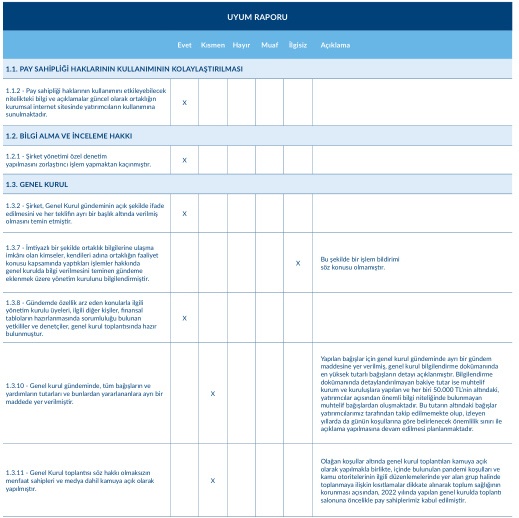 UYUM RAPORU
Evet Kısmen Hayır Muaf İlgisiz Açıklama
1.1. PAY SAHİPLİĞİ HAKLARININ KULLANIMININ KOLAYLAŞTIRILMASI
1.1.2 - Pay sahipliği haklarının kullanımını etkileyebilecek
nitelikteki bilgi ve açıklamalar güncel olarak ortaklığın
kurumsal internet sitesinde yatırımcıların kullanımına
sunulmaktadır.
X
1.2. BİLGİ ALMA VE İNCELEME HAKKI
1.2.1 - Şirket yönetimi özel denetim
yapılmasını zorlaştırıcı işlem yapmaktan kaçınmıştır.
X
1.3. GENEL KURUL
1.3.2 - Şirket, Genel Kurul gündeminin açık şekilde ifade
edilmesini ve her teklifin ayrı bir başlık altında verilmiş
olmasını temin etmiştir.
X
1.3.7 - İmtiyazlı bir şekilde ortaklık bilgilerine ulaşma
imkânı olan kimseler, kendileri adına ortaklığın faaliyet
konusu kapsamında yaptıkları işlemler hakkında
genel kurulda bilgi verilmesini teminen gündeme
eklenmek üzere yönetim kurulunu bilgilendirmiştir.
X
Bu şekilde bir işlem bildirimi
söz konusu olmamıştır.
1.3.8 - Gündemde özellik arz eden konularla ilgili
yönetim kurulu üyeleri, ilgili diğer kişiler, finansal
tabloların hazırlanmasında sorumluluğu bulunan
yetkililer ve denetçiler, genel kurul toplantısında hazır
bulunmuştur.
X
1.3.10 - Genel kurul gündeminde, tüm bağışların ve
yardımların tutarları ve bunlardan yararlananlara ayrı bir
maddede yer verilmiştir.
X
Yapılan bağışlar için genel kurul gündeminde ayrı bir gündem
maddesine yer verilmiş, genel kurul bilgilendirme dokümanında
en yüksek tutarlı bağışların detayı açıklanmıştır. Bilgilendirme
dokümanında detaylandırılmayan bakiye tutar ise muhtelif
kurum ve kuruluşlara yapılan ve her biri 50.000 TL'nin altındaki,
yatırımcılar açısından önemli bilgi niteliğinde bulunmayan
muhtelif bağışlardan oluşmaktadır. Bu tutarın altındaki bağışlar
yatırımcılarımız tarafından takip edilmemekte olup, izleyen
yıllarda da günün koşullarına göre belirlenecek önemlilik sınırı ile
açıklama yapılmasına devam edilmesi planlanmaktadır.
1.3.11 - Genel Kurul toplantısı söz hakkı olmaksızın
menfaat sahipleri ve medya dahil kamuya açık olarak
yapılmıştır.
X
Olağan koşullar altında genel kurul toplantıları kamuya açık
olarak yapılmakla birlikte, içinde bulunulan pandemi koşulları ve
kamu otoritelerinin ilgili düzenlemelerinde yer alan grup halinde
toplanmaya ilişkin kısıtlamalar dikkate alınarak toplum sağlığının
korunması açısından, 2022 yılında yapılan genel kurulda toplantı
salonuna öncelikle pay sahiplerimiz kabul edilmiştir.